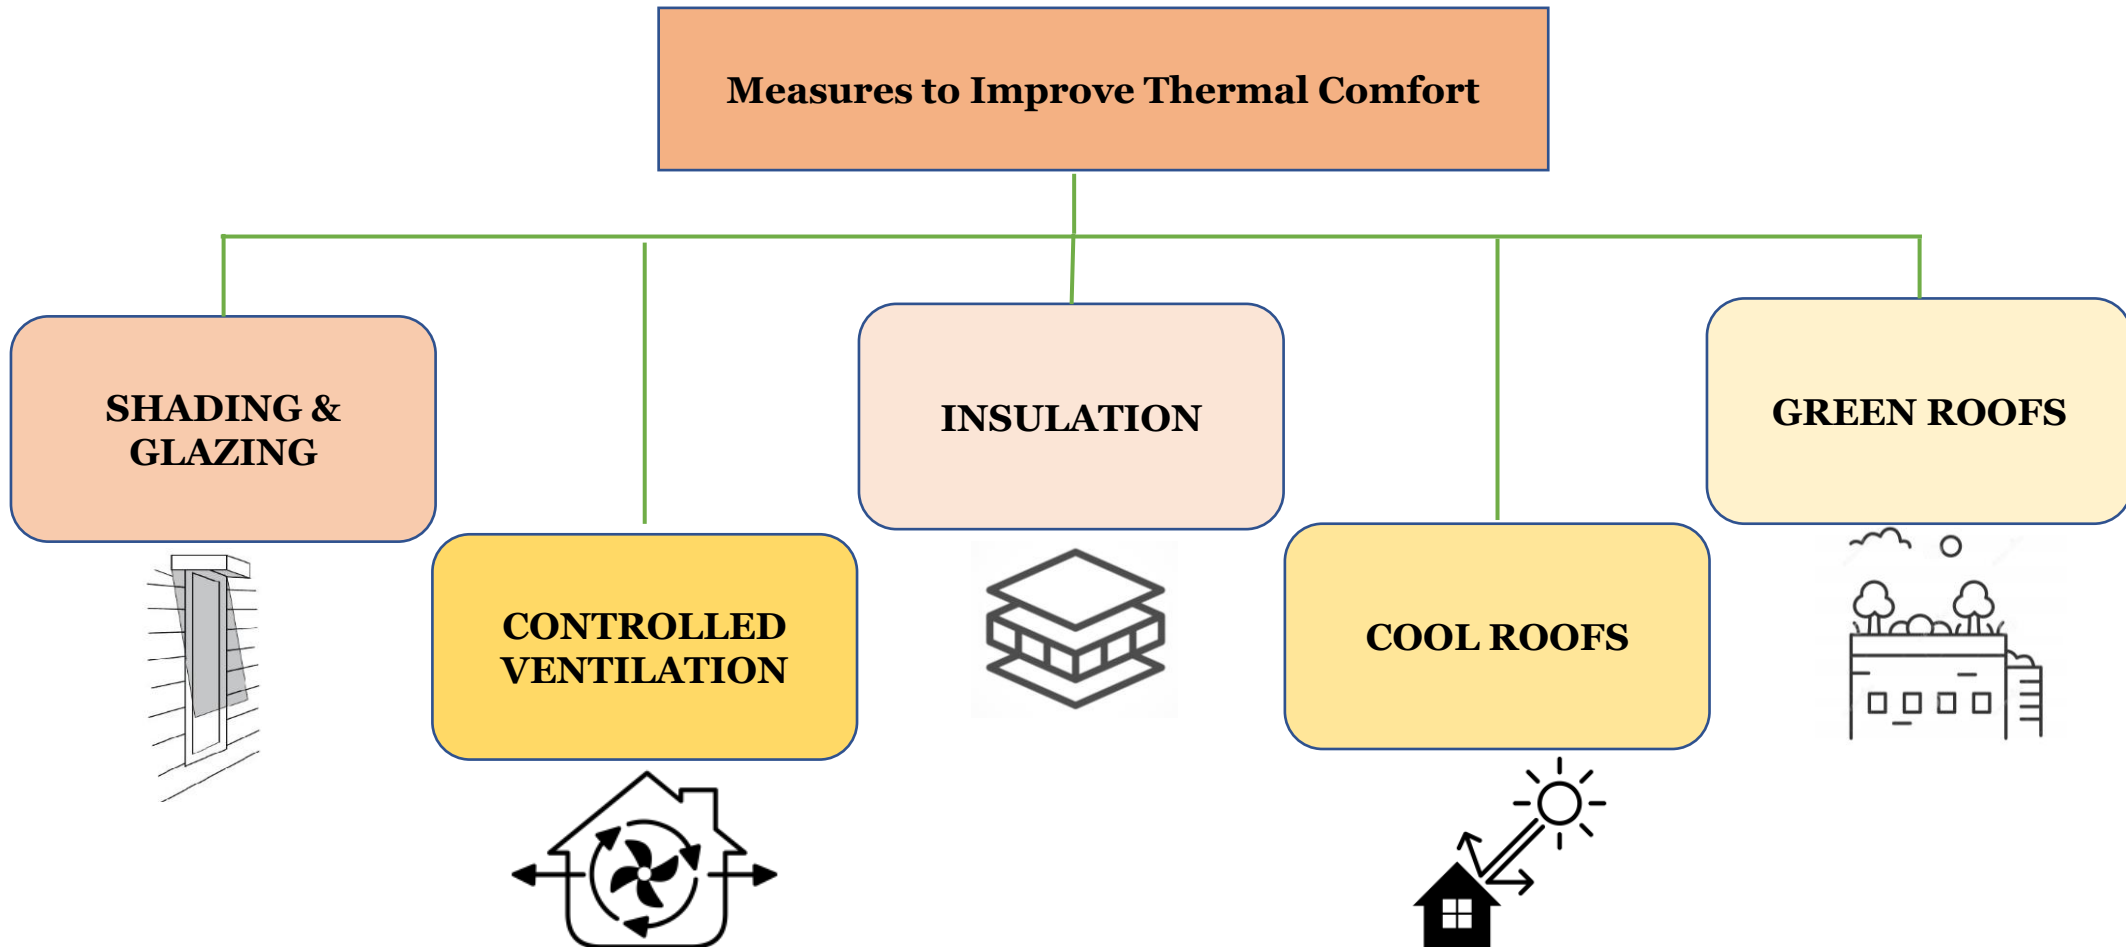 Measures to Improve Thermal Comfort
SHADING &
GLAZING
CONTROLLED
VENTILATION
INSULATION
COOL ROOFS
GREEN ROOFS